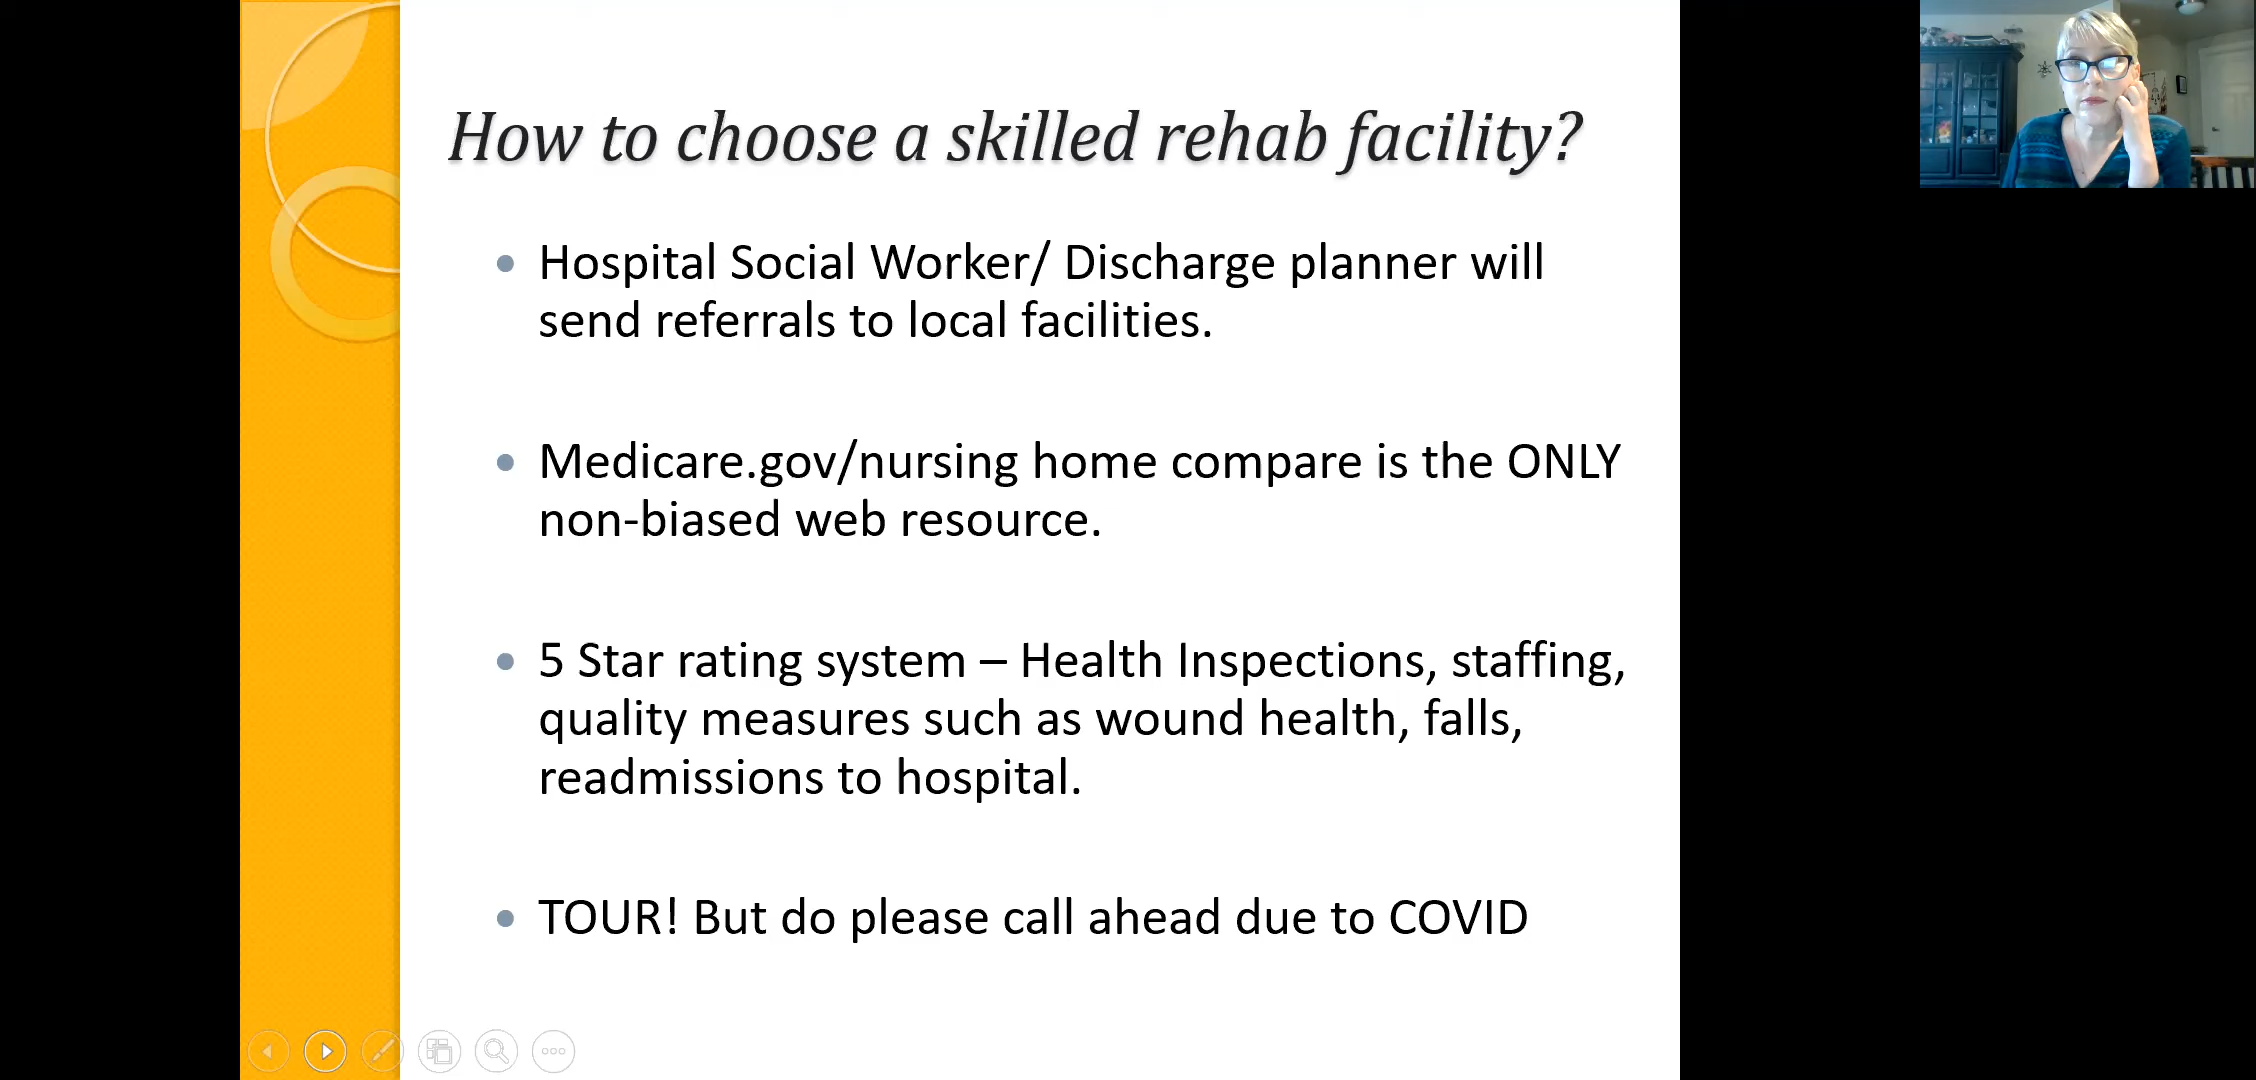 How to choose a skilled rehab facility?
Hospital Social Worker/ Discharge planner will
send referrals to local facilities.
Medicare.gov/nursing home compare is the ONLY
non-biased web resource.
5 Star rating system – Health Inspections, staffing,
quality measures such as wound health, falls,
readmissions to hospital.
TOUR! But do please call ahead due to COVID